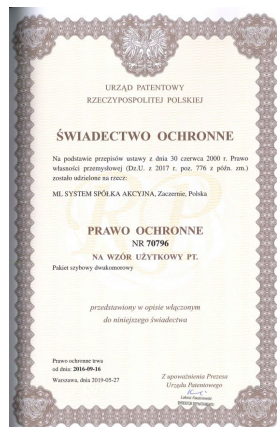 URZĄD PATENTOWY
RZECZYPOSPOLITEJ POLSKIEJ
ŚWIADECTWO OCHRONNE
Na podstawie przepisów ustawy z dnia 30 czerwca 2000 r. Prawo
własności przemysłowej (Dz.U. z 2017 r. poz. 776 z późn. zm.)
zostało udzielone na rzecz:
ML SYSTEM SPÓŁKA AKCYJNA, Zaczernie, Polska
PRAWO OCHRONNE
NR 70796
NA WZÓR UŻYTKOWY PT.
Pakiet szybowy dwukomorowy
przedstawiony w opisie włączonym
do niniejszego świadectwa
Prawo ochronne trwa
od dnia: 2016-09-16
Warszawa, dnia 2019-05-27
Z upoważnienia Prezesa
Urzędu Patentowego